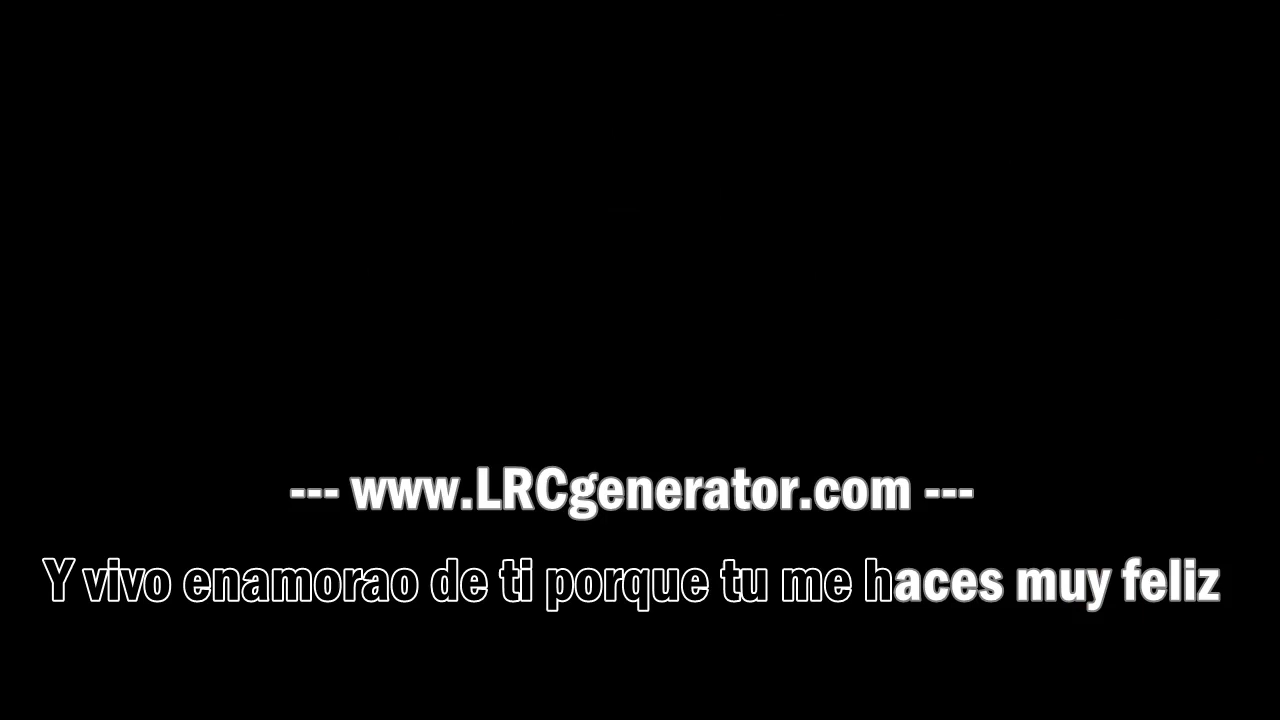 --- www.LRCgenerator.com ---
Y vivo enamorao de ti porque tu me haces muy feliz